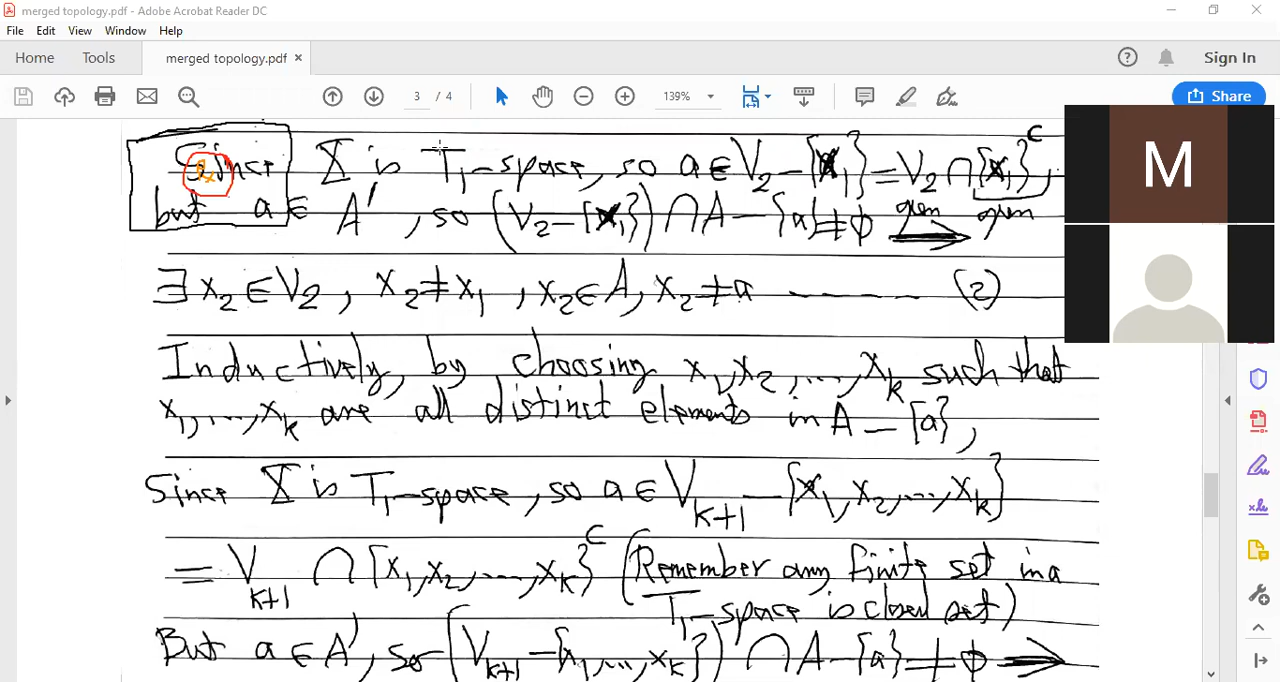 merged topology.pdf - Adobe Acrobat Reader DC
File Edit View Window Help
Home Tools merged topology.pdf × Sign In
3 / 4 139% Share
Since X is T₁-space, so a ∈ V₂ - {x₁} = V₂ ∩ {x₁}ᶜ,
but a ∈ A', so (V₂ - {x₁}) ∩ A - {a} ≠ ϕ ⟹
∃ x₂ ∈ V₂, x₂ ≠ x₁, x₂ ∈ A, x₂ ≠ a -------- (2)
Inductively, by choosing x₁, x₂, ..., xₖ such that
x₁, ..., xₖ are all distinct elements in A - {a},
Since X is T₁-space, so a ∈ Vₖ₊₁ - {x₁, x₂, ..., xₖ}
= Vₖ₊₁ ∩ {x₁, x₂, ..., xₖ}ᶜ (Remember any finite set in a
T₁-space is closed set)
But a ∈ A', so (Vₖ₊₁ - {x₁, ..., xₖ}) ∩ A - {a} ≠ ϕ ⟹
M